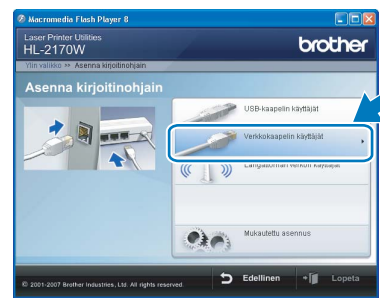 Macromedia Flash Player 8
Laser Printer Utilities
HL-2170W
brother
Ylin valikko ›› Asenna kirjoitinohjain
Asenna kirjoitinohjain
USB-kaapelin käyttäjät
Verkkokaapelin käyttäjät
Langattoman verkon käyttäjät
Mukautettu asennus
© 2001-2007 Brother Industries, Ltd. All rights reserved.
Edellinen
Lopeta